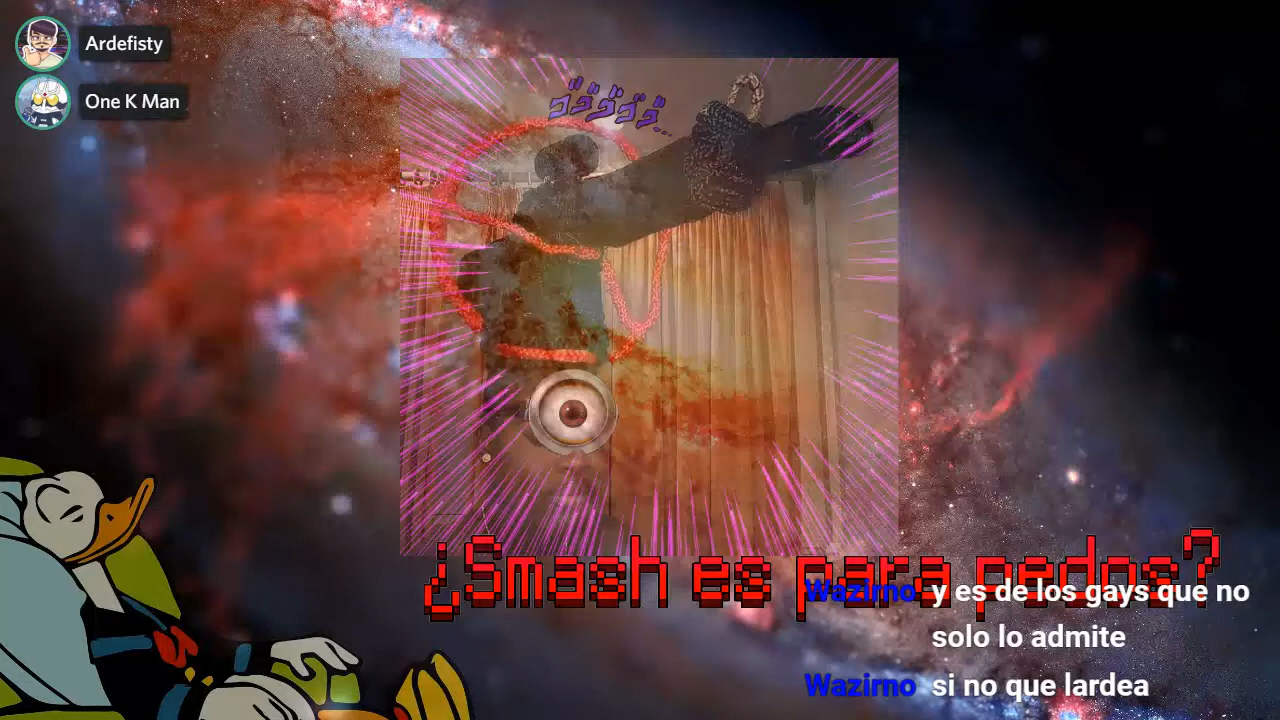 Ardefisty
One K Man
ゴゴゴゴゴ...
¿Smash es para pedos?
Wazirno y es de los gays que no
solo lo admite
Wazirno si no que lardea